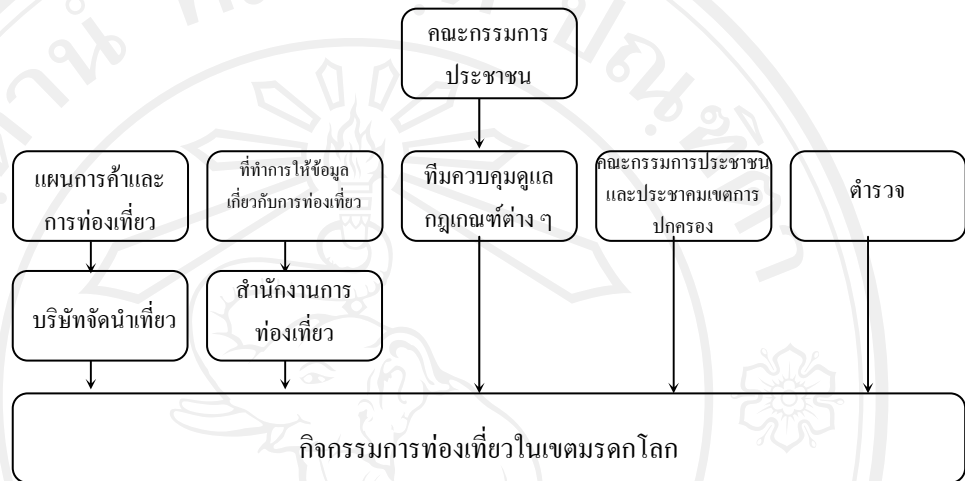 คณะกรรมการ
ประชาชน
แผนการค้าและ
การท่องเที่ยว
ที่ทำการให้ข้อมูล
เกี่ยวกับการท่องเที่ยว
ทีมควบคุมดูแล
กฎเกณฑ์ต่าง ๆ
คณะกรรมการประชาชน
และประชาคมเขตการ
ปกครอง
ตำรวจ
บริษัทจัดนำเที่ยว
สำนักงานการ
ท่องเที่ยว
กิจกรรมการท่องเที่ยวในเขตมรดกโลก